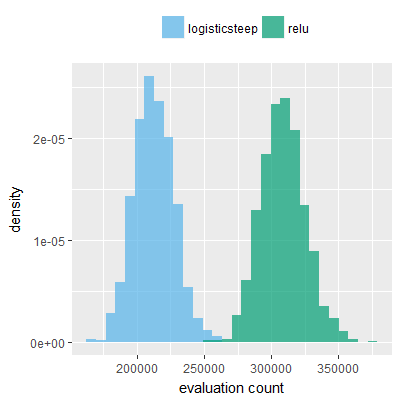 logisticsteep relu
density
2e-05
1e-05
0e+00
200000 250000 300000 350000
evaluation count